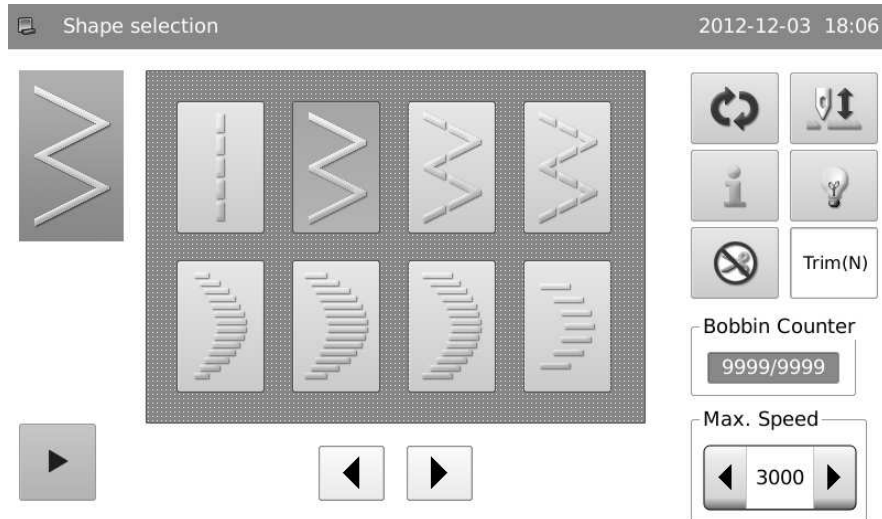 Shape selection
2012-12-03 18:06
Trim(N)
Bobbin Counter
9999/9999
Max. Speed
3000